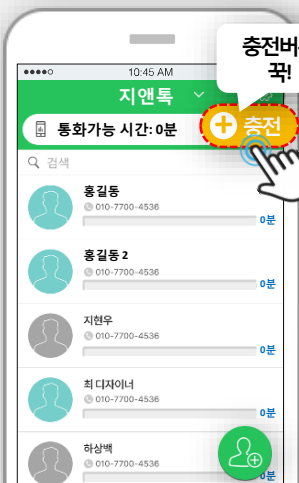 충전버
꾹!
10:45 AM
지앤톡
통화가능 시간: 0분
충전
검색
홍길동
010-7700-4536
0분
홍길동 2
010-7700-4536
0분
지현우
010-7700-4536
0분
최 디자이너
010-7700-4536
0분
하상백
010-7700-4536
0분